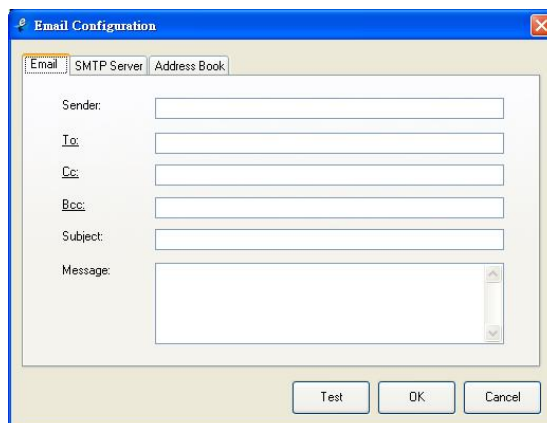 Email Configuration
Email SMTP Server Address Book
Sender:
To:
Cc:
Bcc:
Subject:
Message:
Test OK Cancel